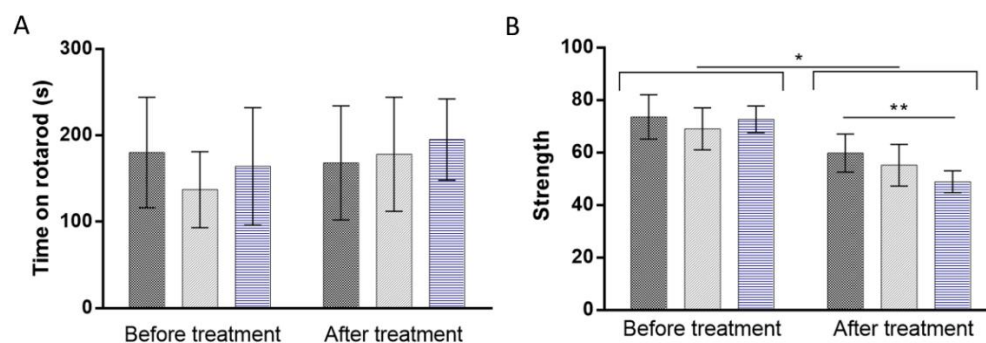 A
Time on rotarod (s)
300
200
100
0
Before treatment
After treatment
B
Strength
100
80
60
40
20
0
*
**
Before treatment
After treatment